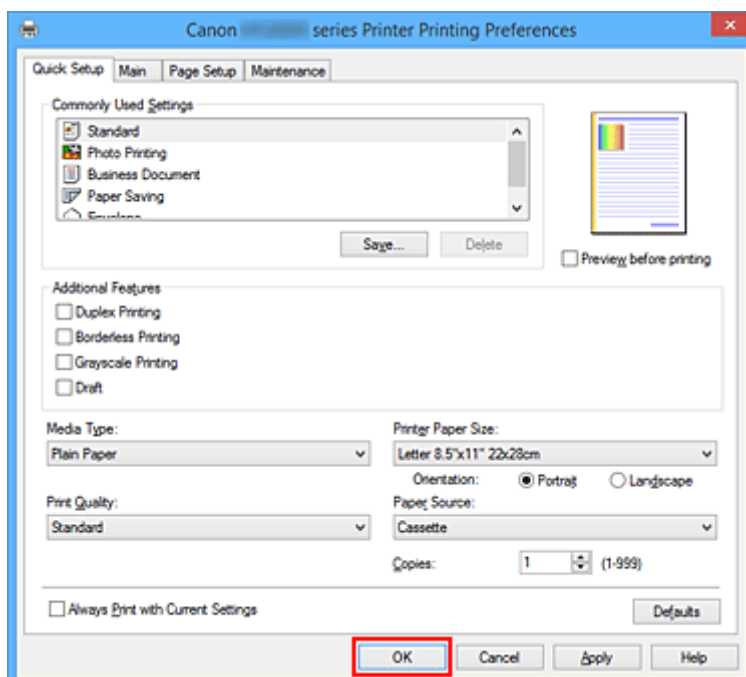 Canon series Printer Printing Preferences
Quick Setup Main Page Setup Maintenance
Commonly Used Settings
Standard
Photo Printing
Business Document
Paper Saving
Envelope
Save... Delete
Preview before printing
Additional Features
Duplex Printing
Borderless Printing
Grayscale Printing
Draft
Media Type: Printer Paper Size:
Plain Paper Letter 8.5"x11" 22x28cm
Orientation: Portrait Landscape
Print Quality: Paper Source:
Standard Cassette
Copies: 1 (1-999)
Always Print with Current Settings Defaults
OK Cancel Apply Help